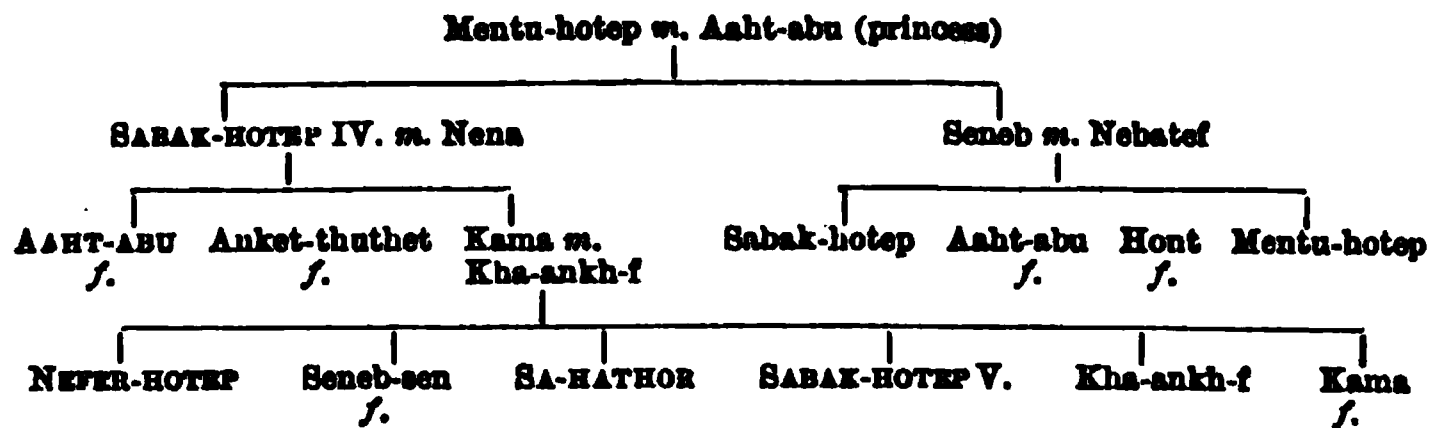 Mentu-hotep m. Aaht-abu (princess)
SABAK-HOTEP IV. m. Nena Seneb m. Nebatef
AAHT-ABU Anket-thuthet Kama m. Sabak-hotep Aaht-abu Hont Mentu-hotep
f. f. Kha-ankh-f f. f.
NEFER-HOTEP Seneb-sen SA-HATHOR SABAK-HOTEP V. Kha-ankh-f Kama
f. f.